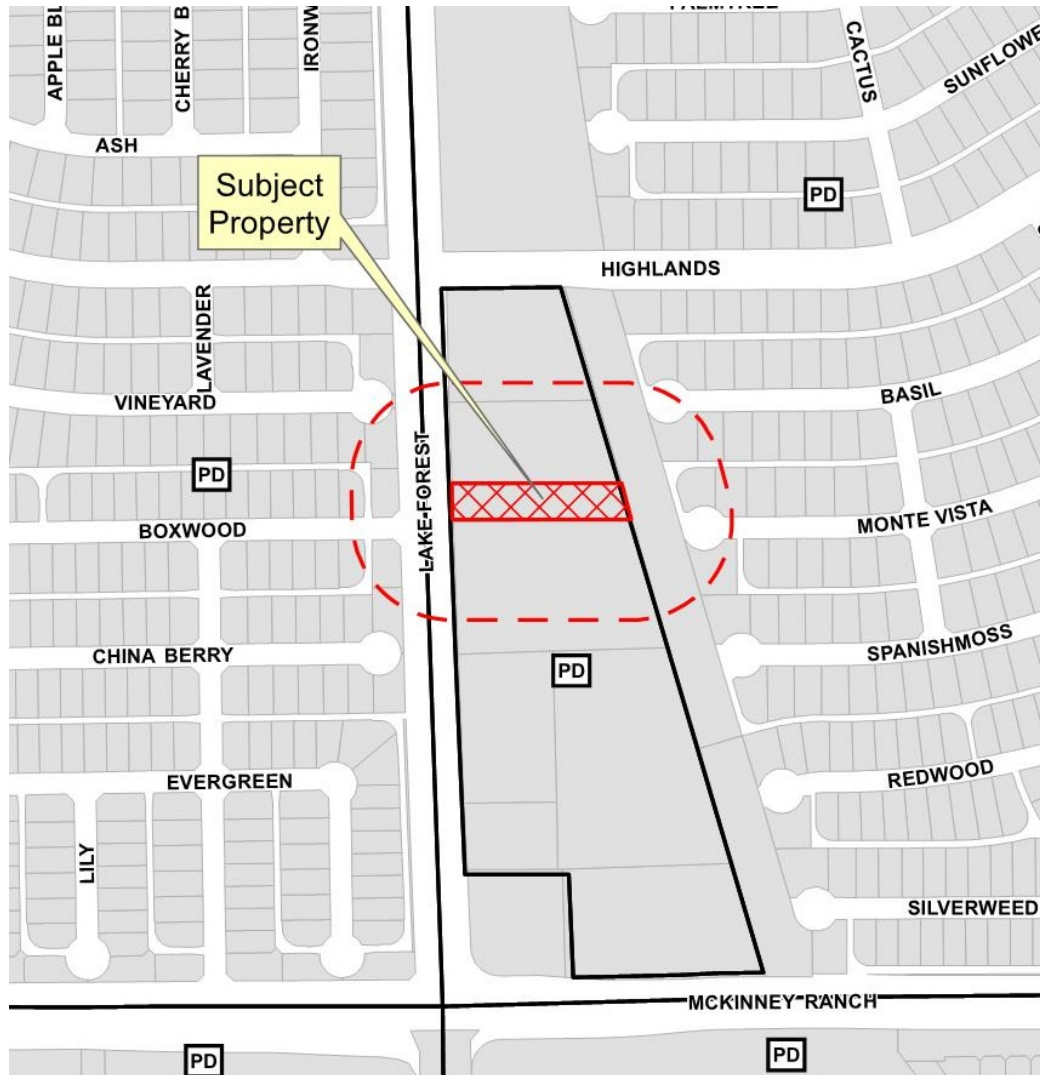 PALMTREE
APPLE BL
CHERRY B
IRONW
CACTUS
SUNFLOWE
ASH
Subject
Property
PD
HIGHLANDS
LAVENDER
VINEYARD
BASIL
LAKE FOREST
PD
BOXWOOD
MONTE VISTA
CHINA BERRY
SPANISHMOSS
PD
EVERGREEN
REDWOOD
LILY
SILVERWEED
MCKINNEY RANCH
PD
PD